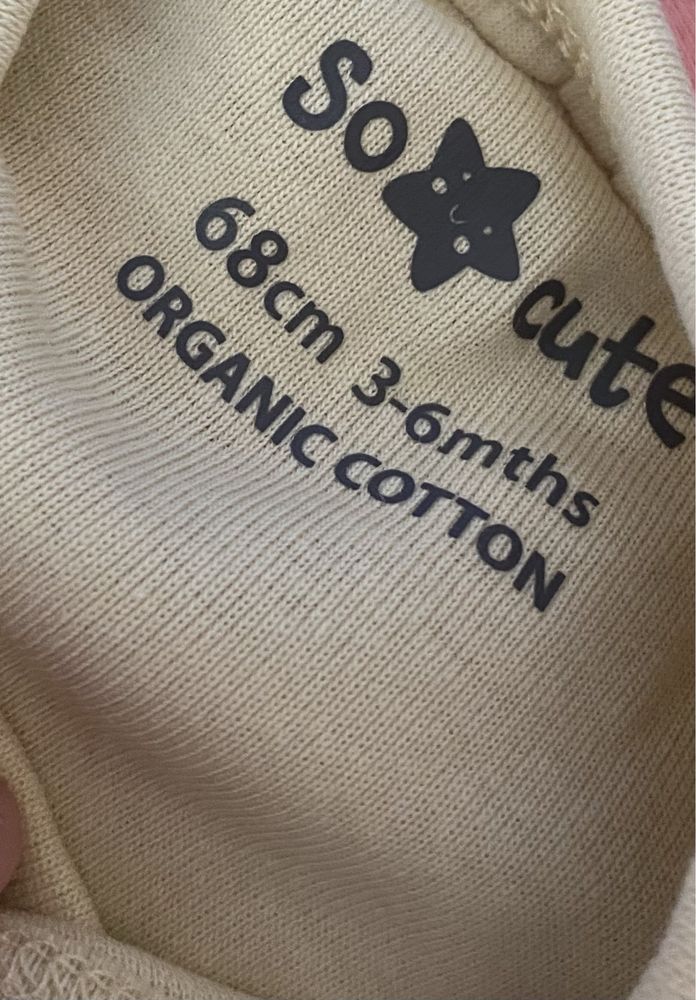 So cute
68cm 3-6mths
ORGANIC COTTON